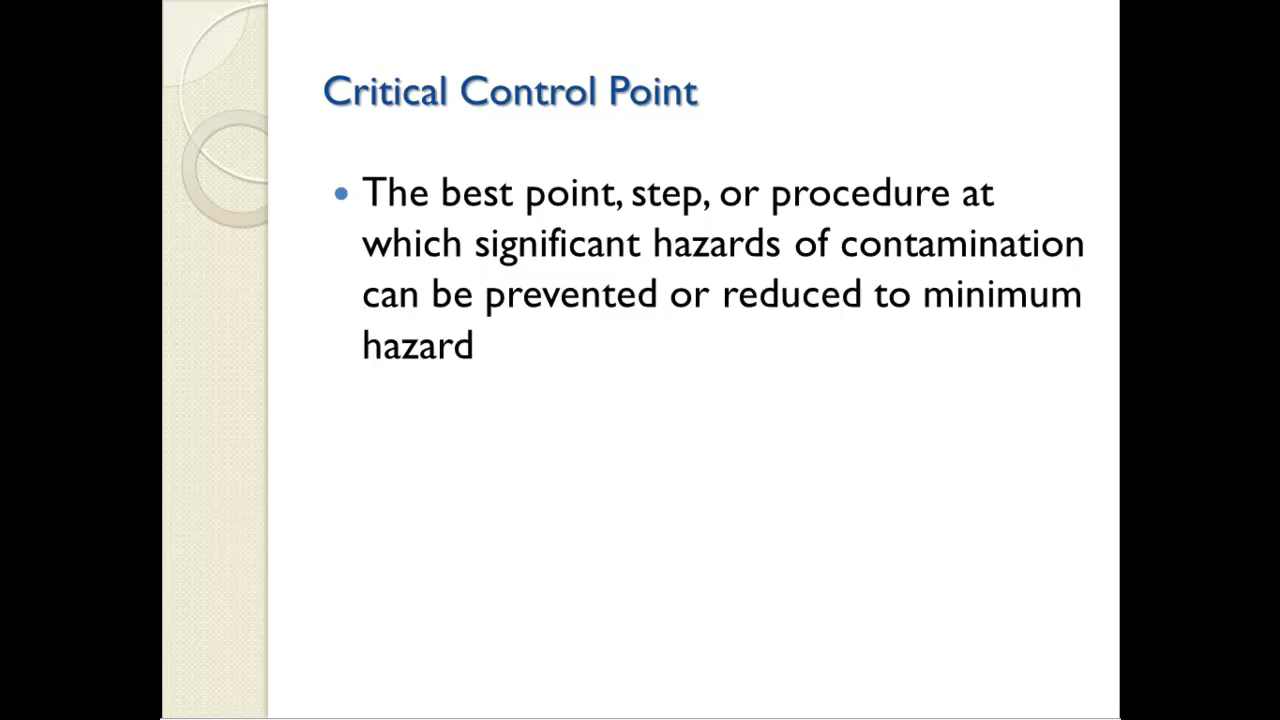 Critical Control Point
• The best point, step, or procedure at
which significant hazards of contamination
can be prevented or reduced to minimum
hazard